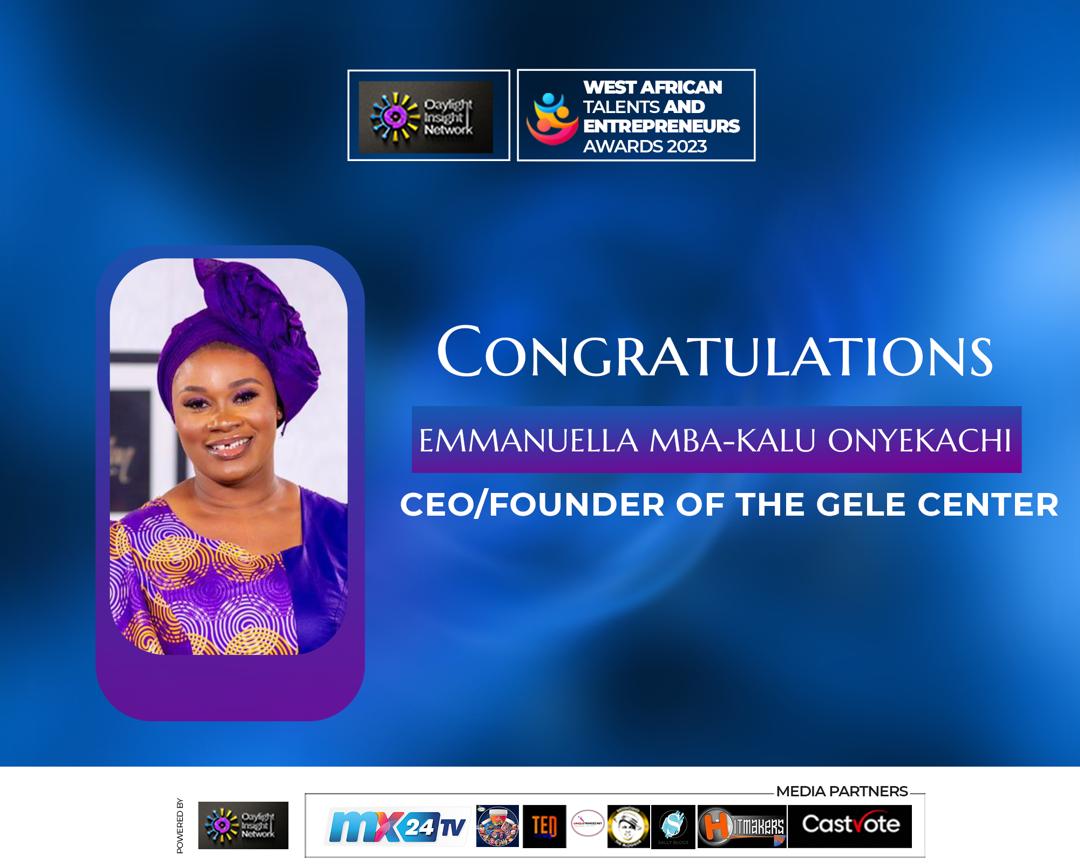 Daylight
Insight
Network
WEST AFRICAN
TALENTS AND
ENTREPRENEURS
AWARDS 2023
CONGRATULATIONS
EMMANUELLA MBA-KALU ONYEKACHI
CEO/FOUNDER OF THE GELE CENTER
MEDIA PARTNERS
POWERED BY
Daylight
Insight
Network
mx24TV
TEQ
HITMAKERS
CastVote